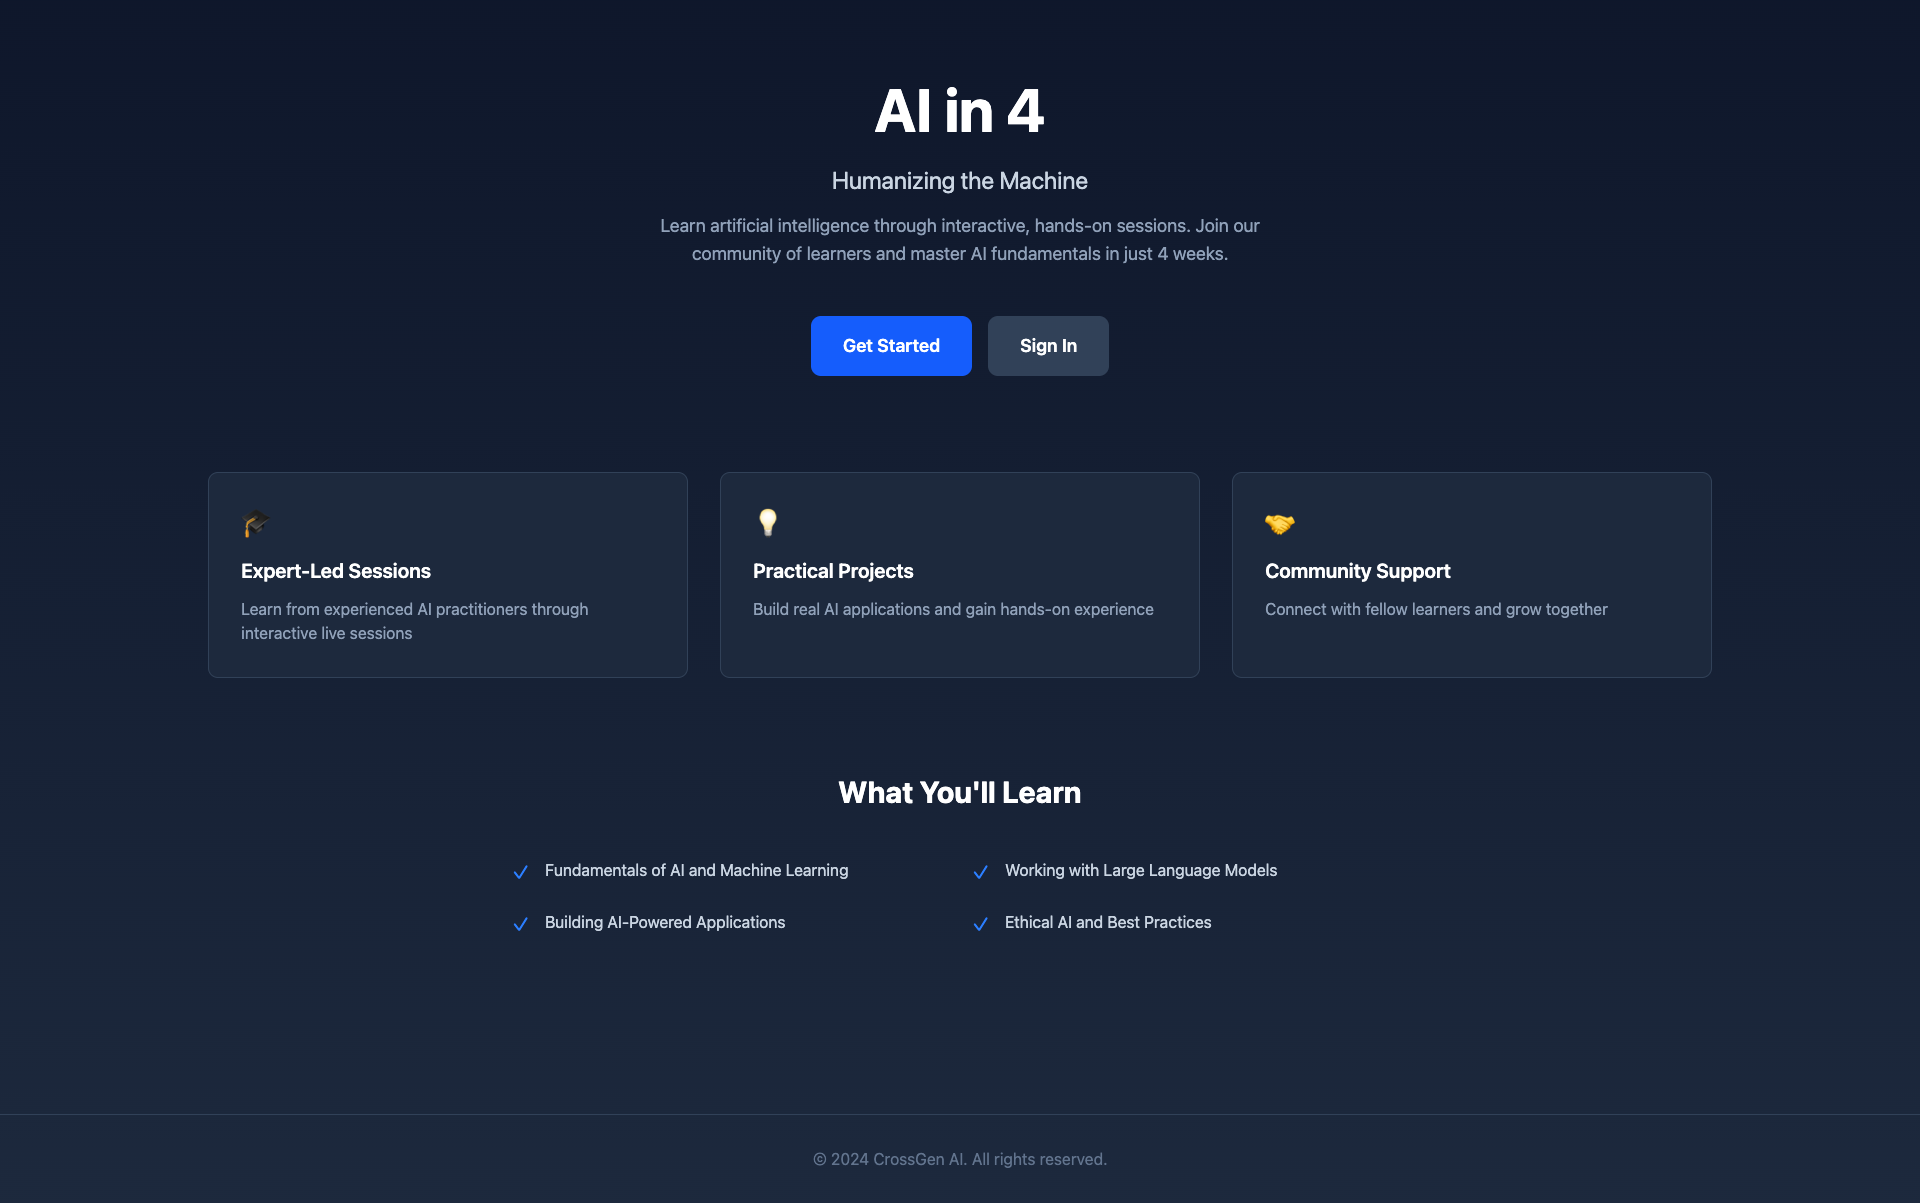 AI in 4
Humanizing the Machine
Learn artificial intelligence through interactive, hands-on sessions. Join our
community of learners and master AI fundamentals in just 4 weeks.
Get Started
Sign In
Expert-Led Sessions
Learn from experienced AI practitioners through
interactive live sessions
Practical Projects
Build real AI applications and gain hands-on experience
Community Support
Connect with fellow learners and grow together
What You'll Learn
Fundamentals of AI and Machine Learning
Working with Large Language Models
Building AI-Powered Applications
Ethical AI and Best Practices
© 2024 CrossGen AI. All rights reserved.